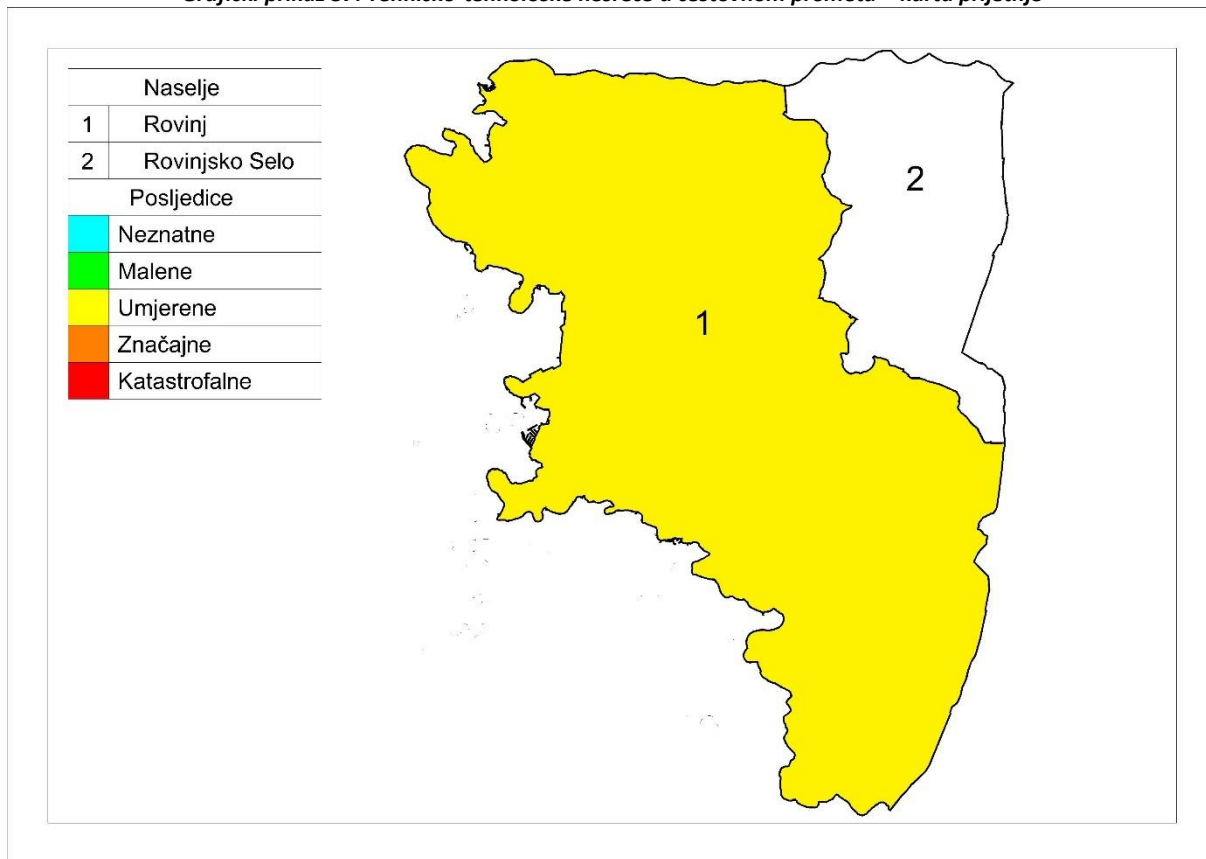 Naselje
1 Rovinj
2 Rovinjsko Selo
Posljedice
Neznatne
Malene
Umjerene
Značajne
Katastrofalne
2
1